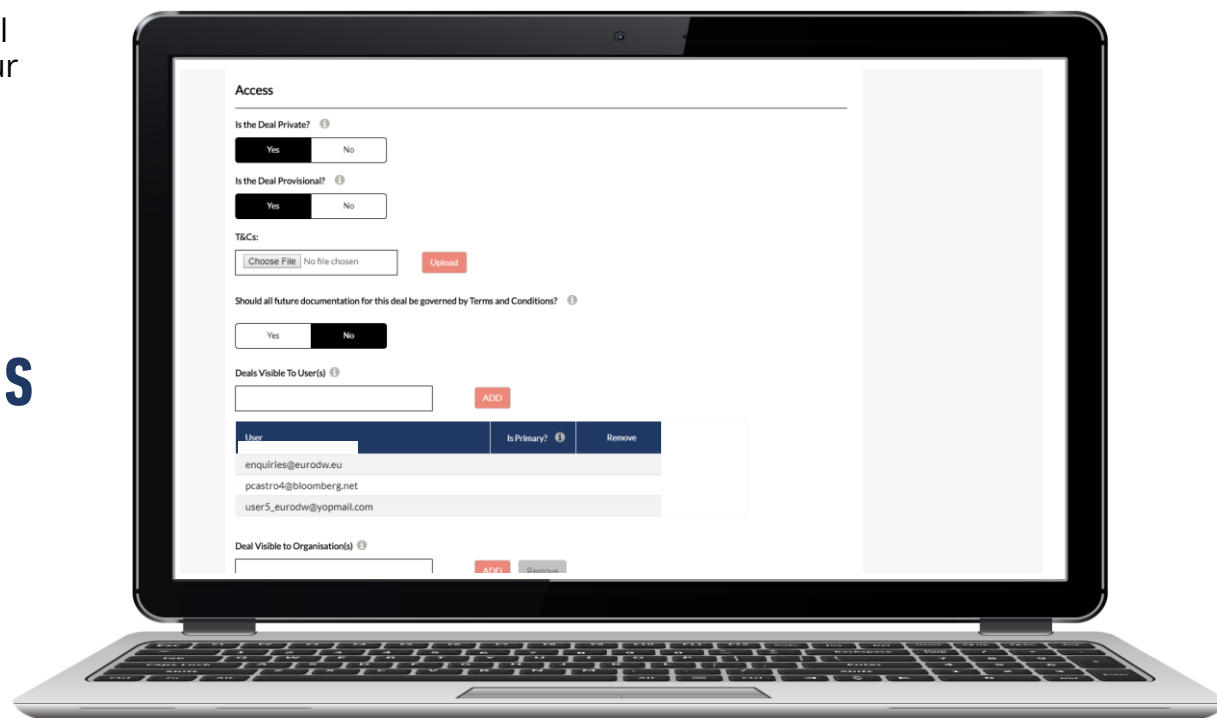 l
ur
S
Access
Is the Deal Private?
Yes No
Is the Deal Provisional?
Yes No
T&Cs:
Choose File No file chosen Upload
Should all future documentation for this deal be governed by Terms and Conditions?
Yes No
Deals Visible To User(s)
ADD
User Is Primary? Remove
enquiries@eurodw.eu
pcastro4@bloomberg.net
user5_eurodw@yopmail.com
Deal Visible to Organisation(s)
ADD Remove